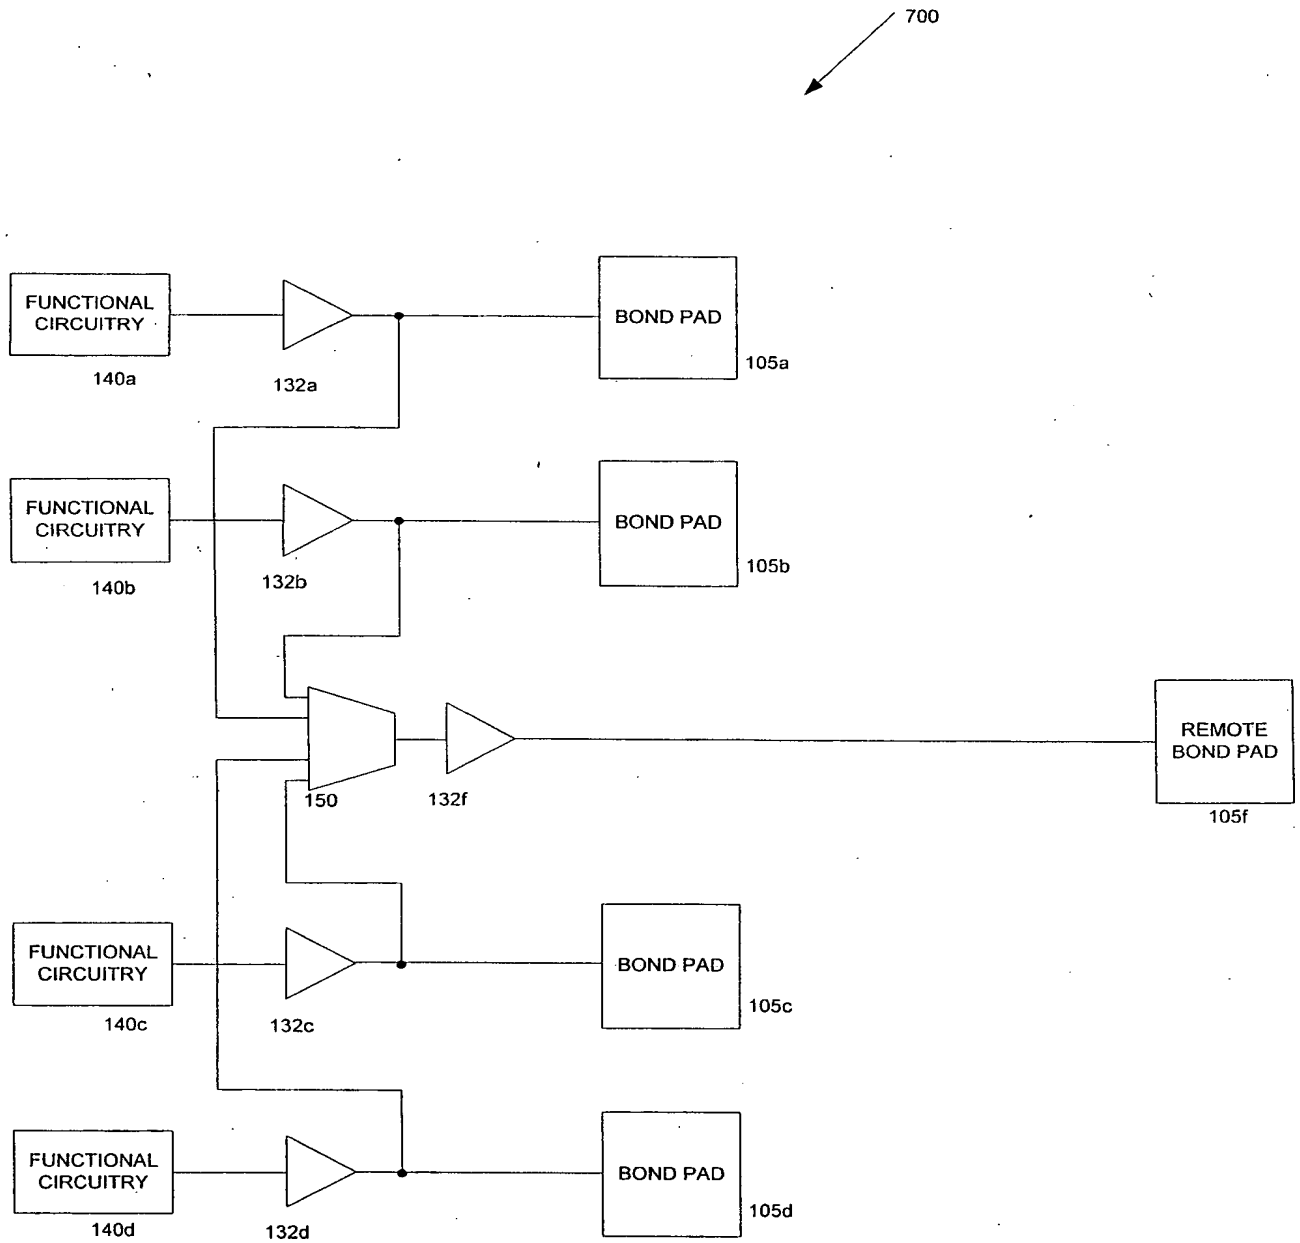 700
FUNCTIONAL
CIRCUITRY
140a
132a
BOND PAD
105a
FUNCTIONAL
CIRCUITRY
140b
132b
BOND PAD
105b
150
132f
REMOTE
BOND PAD
105f
FUNCTIONAL
CIRCUITRY
140c
132c
BOND PAD
105c
FUNCTIONAL
CIRCUITRY
140d
132d
BOND PAD
105d